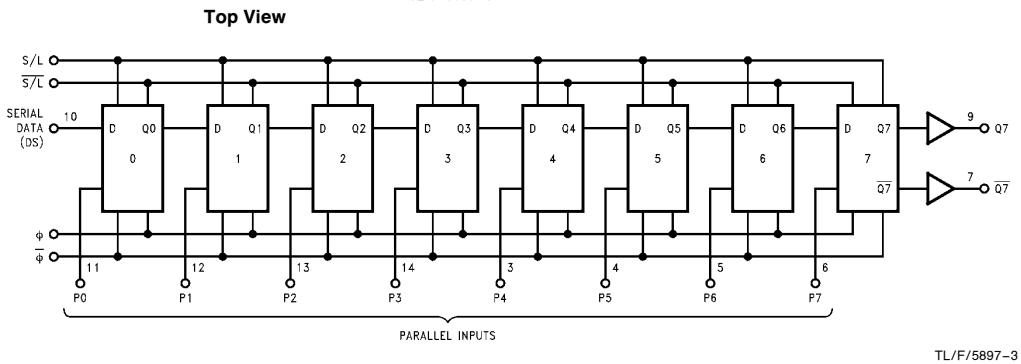 Top View
S/L
S̅/̅L̅
SERIAL DATA (DS)
10
D Q0 D Q1 D Q2 D Q3 D Q4 D Q5 D Q6 D Q7
9 Q7
0 1 2 3 4 5 6 7
Q̅7̅
7 Q̅7̅
ϕ
ϕ̅
11 12 13 14 3 4 5 6
P0 P1 P2 P3 P4 P5 P6 P7
PARALLEL INPUTS
TL/F/5897–3